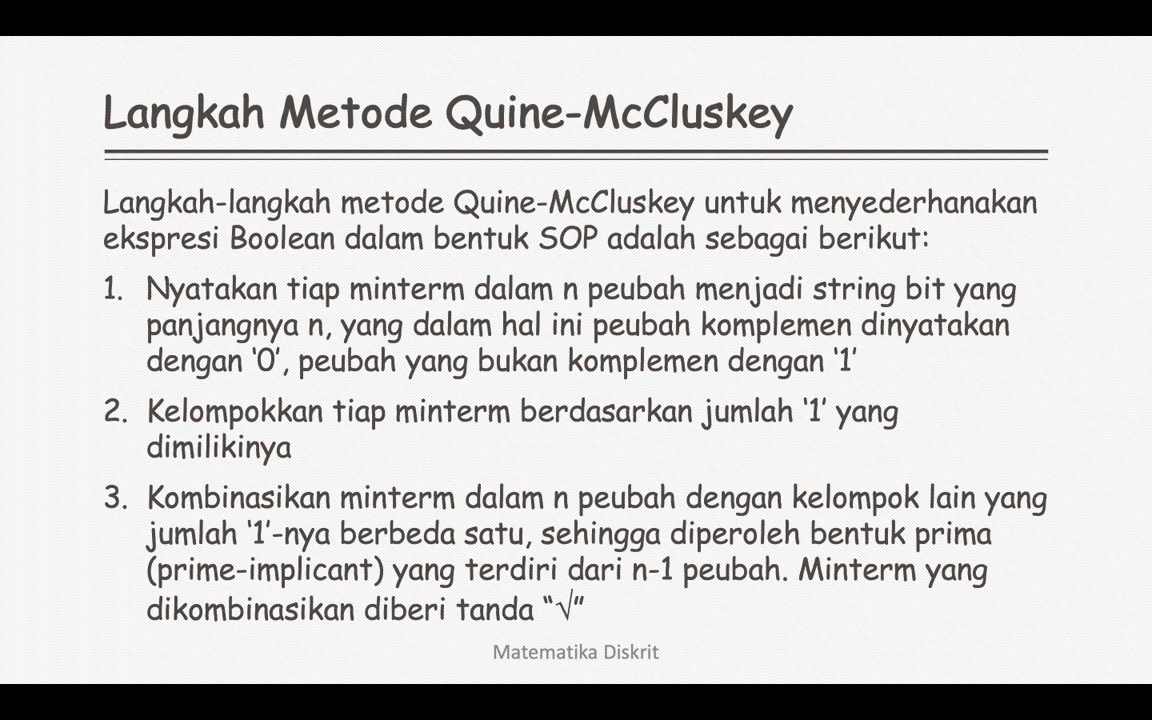 Langkah Metode Quine-McCluskey
Langkah-langkah metode Quine-McCluskey untuk menyederhanakan
ekspresi Boolean dalam bentuk SOP adalah sebagai berikut:
1. Nyatakan tiap minterm dalam n peubah menjadi string bit yang
panjangnya n, yang dalam hal ini peubah komplemen dinyatakan
dengan ‘0’, peubah yang bukan komplemen dengan ‘1’
2. Kelompokkan tiap minterm berdasarkan jumlah ‘1’ yang
dimilikinya
3. Kombinasikan minterm dalam n peubah dengan kelompok lain yang
jumlah ‘1’-nya berbeda satu, sehingga diperoleh bentuk prima
(prime-implicant) yang terdiri dari n-1 peubah. Minterm yang
dikombinasikan diberi tanda “√”
Matematika Diskrit